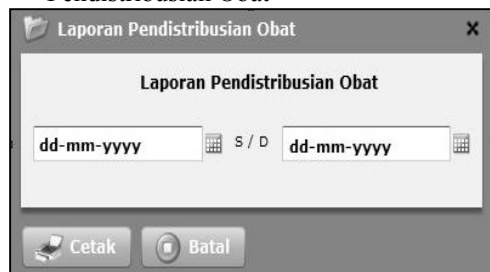 Pendistribusian Obat
Laporan Pendistribusian Obat
Laporan Pendistribusian Obat
dd-mm-yyyy S / D dd-mm-yyyy
Cetak Batal